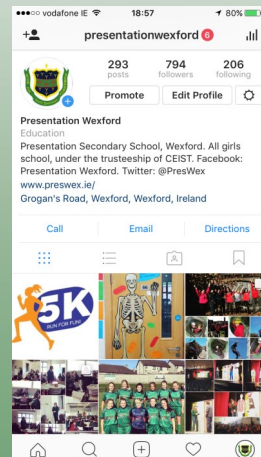 vodafone IE 18:57 80%
presentationwexford 6
293 794 206
posts followers following
Promote Edit Profile
Presentation Wexford
Education
Presentation Secondary School, Wexford. All girls
school, under the trusteeship of CEIST. Facebook:
Presentation Wexford. Twitter: @PresWex
www.preswex.ie/
Grogan's Road, Wexford, Wexford, Ireland
Call Email Directions
5K
RUN FOR FUN!